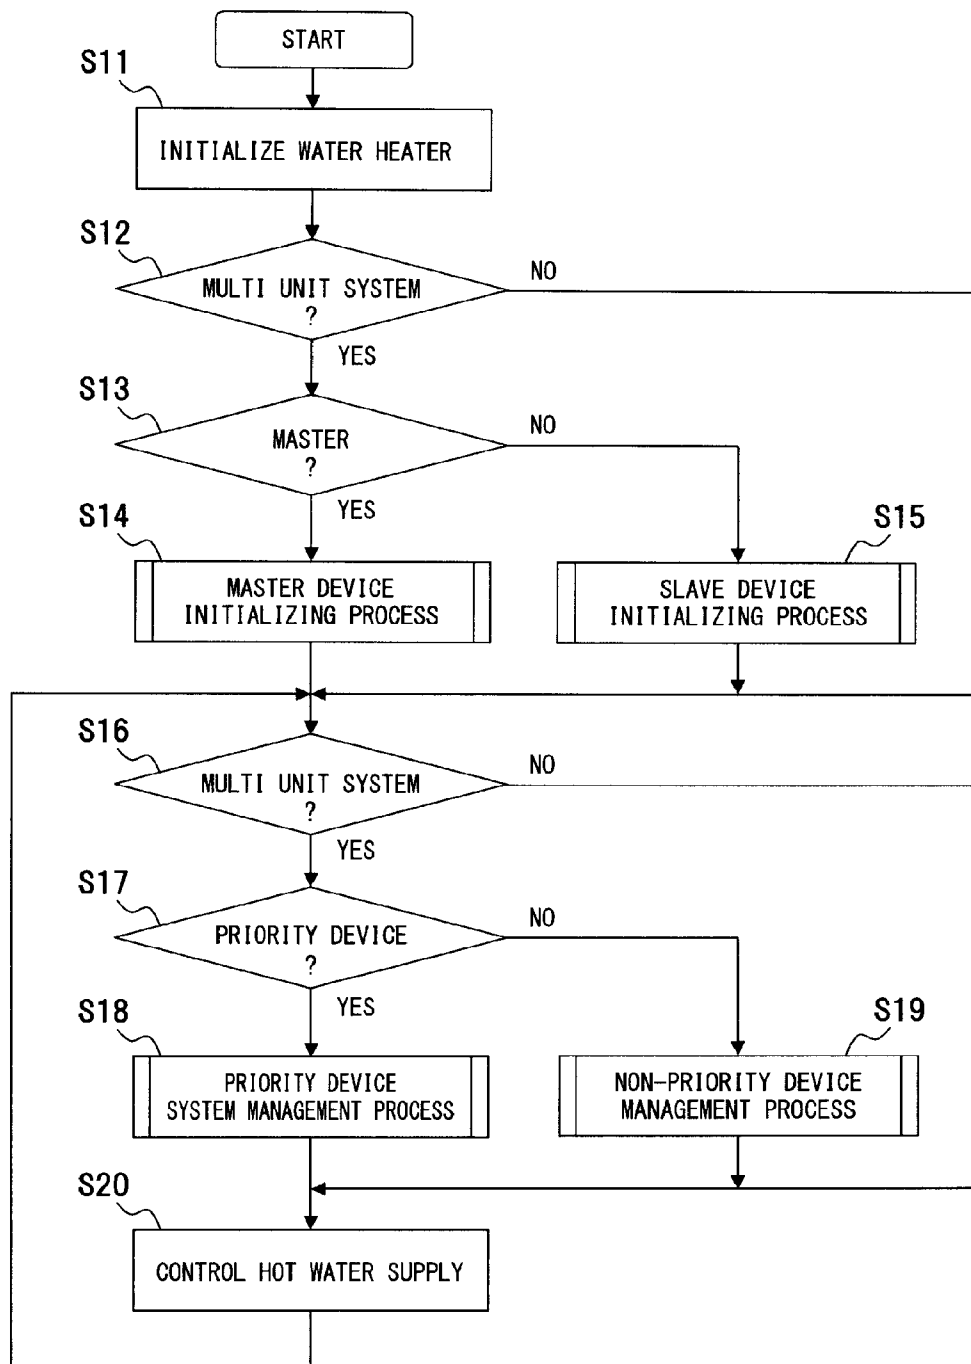 START
S11
INITIALIZE WATER HEATER
S12
MULTI UNIT SYSTEM
?
NO
YES
S13
MASTER
?
NO
YES
S14
MASTER DEVICE
INITIALIZING PROCESS
S15
SLAVE DEVICE
INITIALIZING PROCESS
S16
MULTI UNIT SYSTEM
?
NO
YES
S17
PRIORITY DEVICE
?
NO
YES
S18
PRIORITY DEVICE
SYSTEM MANAGEMENT PROCESS
S19
NON-PRIORITY DEVICE
MANAGEMENT PROCESS
S20
CONTROL HOT WATER SUPPLY